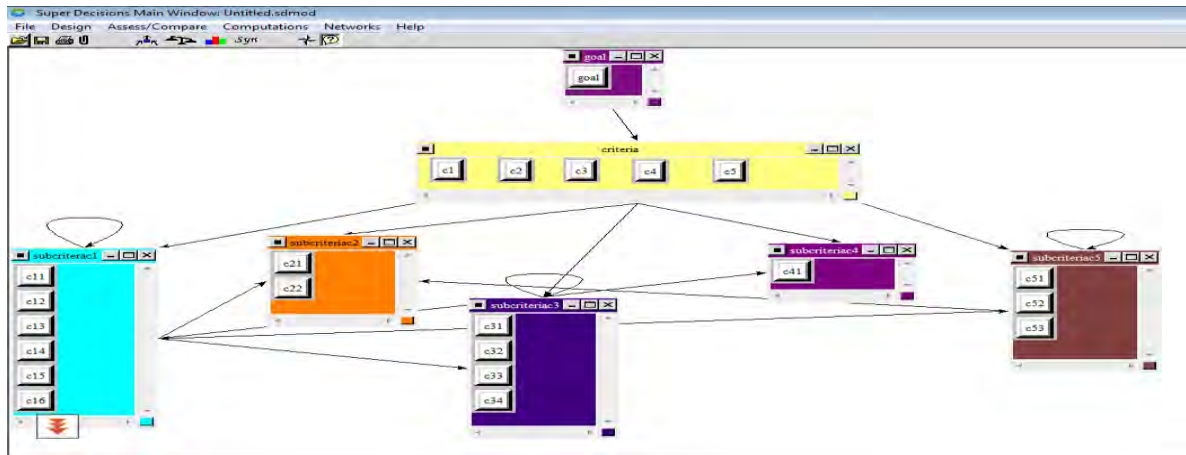 Super Decisions Main Window: Untitled.sdmod
File Design Assess/Compare Computations Networks Help
Syn
goal
goal
criteria
c1 c2 c3 c4 c5
subcriterac1
c11
c12
c13
c14
c15
c16
subcriteriac2
c21
c22
subcriteriac3
c31
c32
c33
c34
subcriteriac4
c41
subcriteriac5
c51
c52
c53